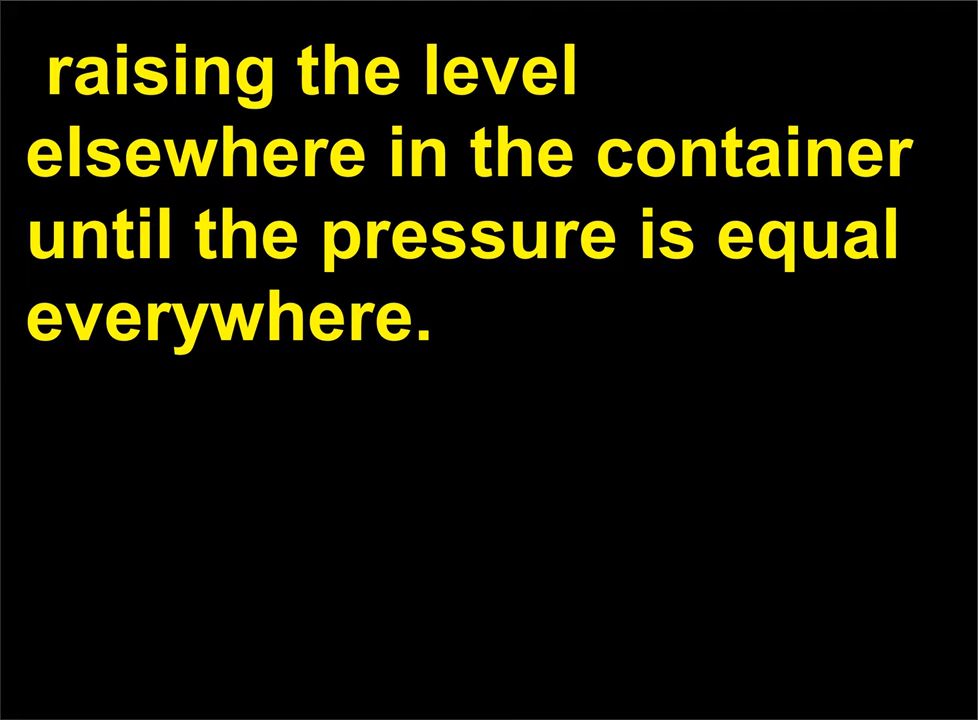 raising the level
elsewhere in the container
until the pressure is equal
everywhere.